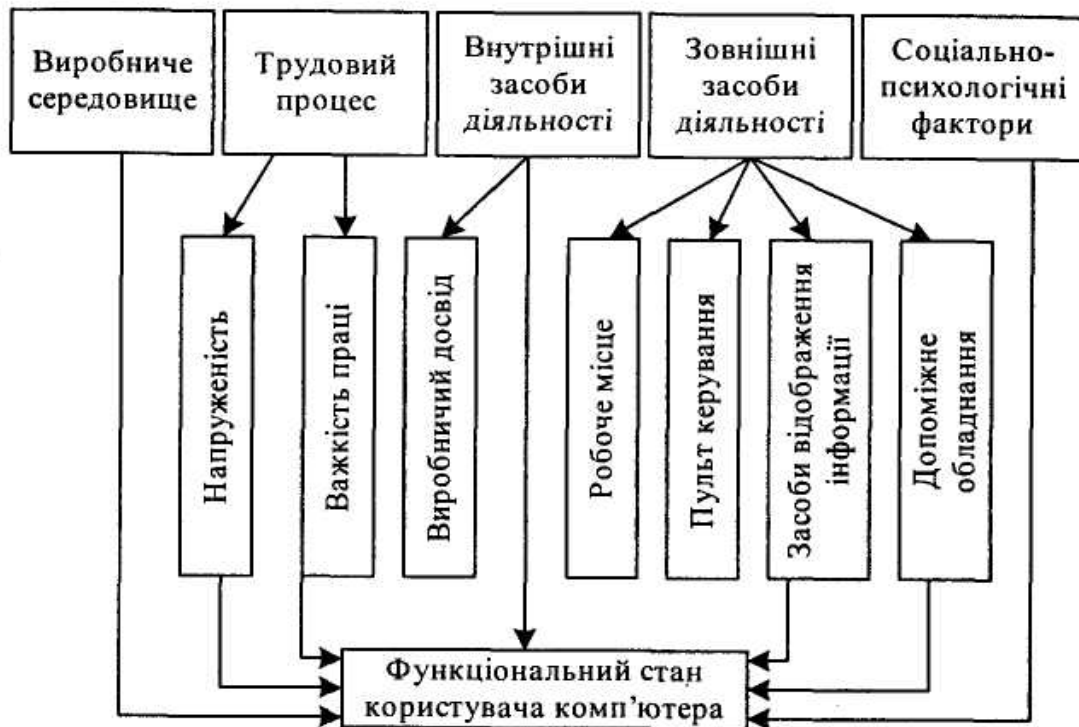 Виробниче
середовище
Трудовий
процес
Внутрішні
засоби
діяльності
Зовнішні
засоби
діяльності
Соціально-
психологічні
фактори
Напруженість
Важкість праці
Виробничий досвід
Робоче місце
Пульт керування
Засоби відображення
інформації
Допоміжне
обладнання
Функціональний стан
користувача комп’ютера